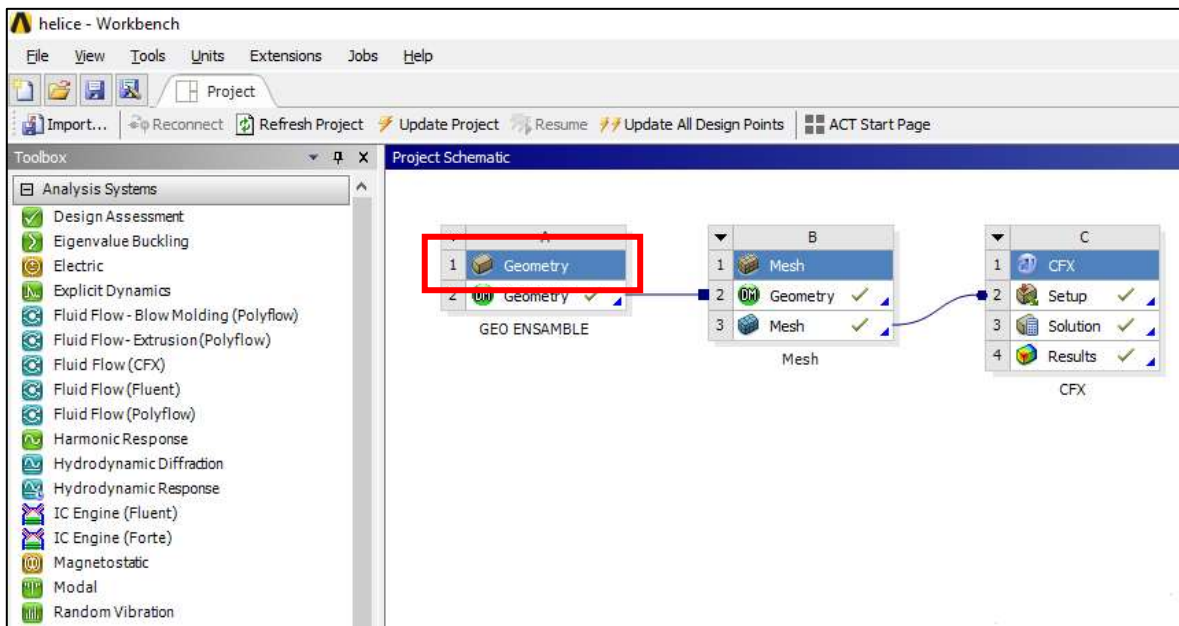 helice - Workbench
File View Tools Units Extensions Jobs Help
Project
Import... Reconnect Refresh Project Update Project Resume Update All Design Points ACT Start Page
Toolbox
Analysis Systems
Design Assessment
Eigenvalue Buckling
Electric
Explicit Dynamics
Fluid Flow - Blow Molding (Polyflow)
Fluid Flow - Extrusion (Polyflow)
Fluid Flow (CFX)
Fluid Flow (Fluent)
Fluid Flow (Polyflow)
Harmonic Response
Hydrodynamic Diffraction
Hydrodynamic Response
IC Engine (Fluent)
IC Engine (Forte)
Magnetostatic
Modal
Random Vibration
Project Schematic
A
1 Geometry
2 DM Geometry
GEO ENSAMBLE
B
1 Mesh
2 DM Geometry
3 Mesh
Mesh
C
1 CFX
2 Setup
3 Solution
4 Results
CFX